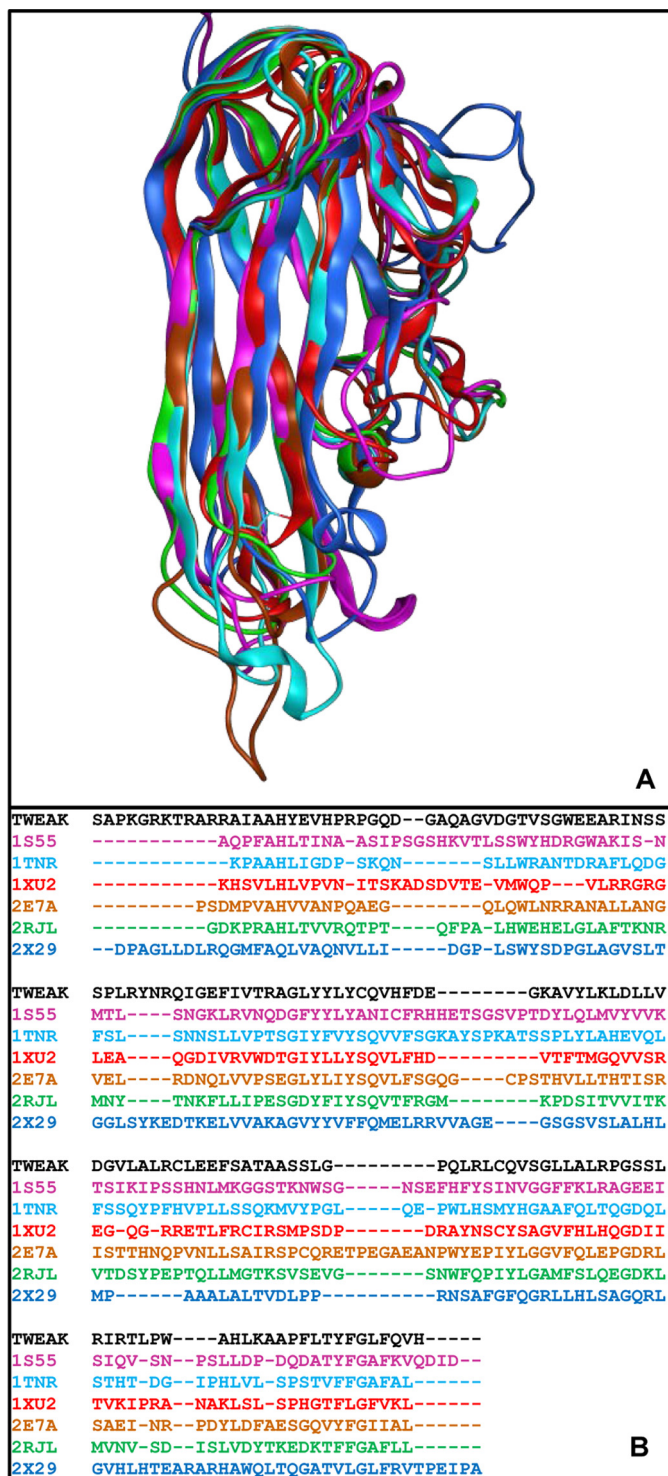 A
TWEAK SAPKGRKTRARRAIAAHYEVHPRPGQD--GAQAGVDGTVSGWEEARINSS
1S55 -----------AQPFAHLTINA-ASIPSGSHKVTLSSWYHDRGWAKIS-N
1TNR ------------KPAAHLIGDP-SKQN------SLLWRANTDRAFLQDG
1XU2 -----------KHSVLHLVPVN-ITSKADSDVTE-VMWQP---VLRRGRG
2E7A ---------PSDMPVAHVVANPQAEG-------QLQWLNRRANALLANG
2RJL ----------GDKPRAHLTVVRQTPT-----QFPA-LHWEHELGLAFTKNR
2X29 --DPAGLLDLRQGMFAQLVAQNVLLI-----DGP-LSWYSDPGLAGVSLT
TWEAK SPLRYNRQIGEFIVTRAGLYYLYCQVHFDE--------GKAVYLKLDLLV
1S55 MTL----SNGKLRVNQDGFYYLYANICFRHHETSGSVPTDYLQLMVYVVK
1TNR FSL----SNNSLLVPTSGIYFVYSQVVFSGKAYSPKATSSPLYLAHEVQL
1XU2 LEA----QGDIVRVWDTGIYLLYSQVLFHD--------VTFTMGQVVSR
2E7A VEL----RDNQLVVPSEGLYLIYSQVLFSGQG----CPSTHVLLTHTISR
2RJL MNY----TNKFLLIPESGDYFIYSQVTFRGM-------KPDSITVVITK
2X29 GGLSYKEDTKELVVAKAGVYYVFFQMELRRVVAGE---GSGSVSLALHL
TWEAK DGVLALRCLEEFSATAASSLG---------PQLRLCQVSGLLALRPGSSL
1S55 TSIKIPSSHNLMKGGSTKNWSG-----NSEFHFYSINVGGFFKLRAGEEI
1TNR FSSQYPFHVPLLSSQKMVYPGL-----QE-PWLHSMYHGAAFQLTQGDQL
1XU2 EG-QG-RRETLFRCIRSMPSDP-------DRAYNSCYSAGVFHLHQGDII
2E7A ISTTHNQPVNLLSAIRSPCQRETPEGAEANPWYEPIYLGGVFQLEPGDRL
2RJL VTDSYPEPTQLLMGTKSVSEVG-------SNWFQPIYLGAMFSLQEGDKL
2X29 MP-----AAALALTVDLPP--------RNSAFGFQGRLLHLSAGQRL
TWEAK RIRTLPW----AHLKAAPFLTYFGLFQVH-----
1S55 SIQV-SN--PSLLDP-DQDATYFGAFKVQDID--
1TNR STHT-DG--IPHLVL-SPSTVFFGAFAL------
1XU2 TVKIPRA--NAKLSL-SPHGTFLGFVKL------
2E7A SAEI-NR--PDYLDFAESGQVYFGIIAL------
2RJL MVNV-SD--ISLVDYTKEDKTFFGAFLL------
2X29 GVHLHTEARARHAWQLTQGATVLGLFRVTPEIPA
B